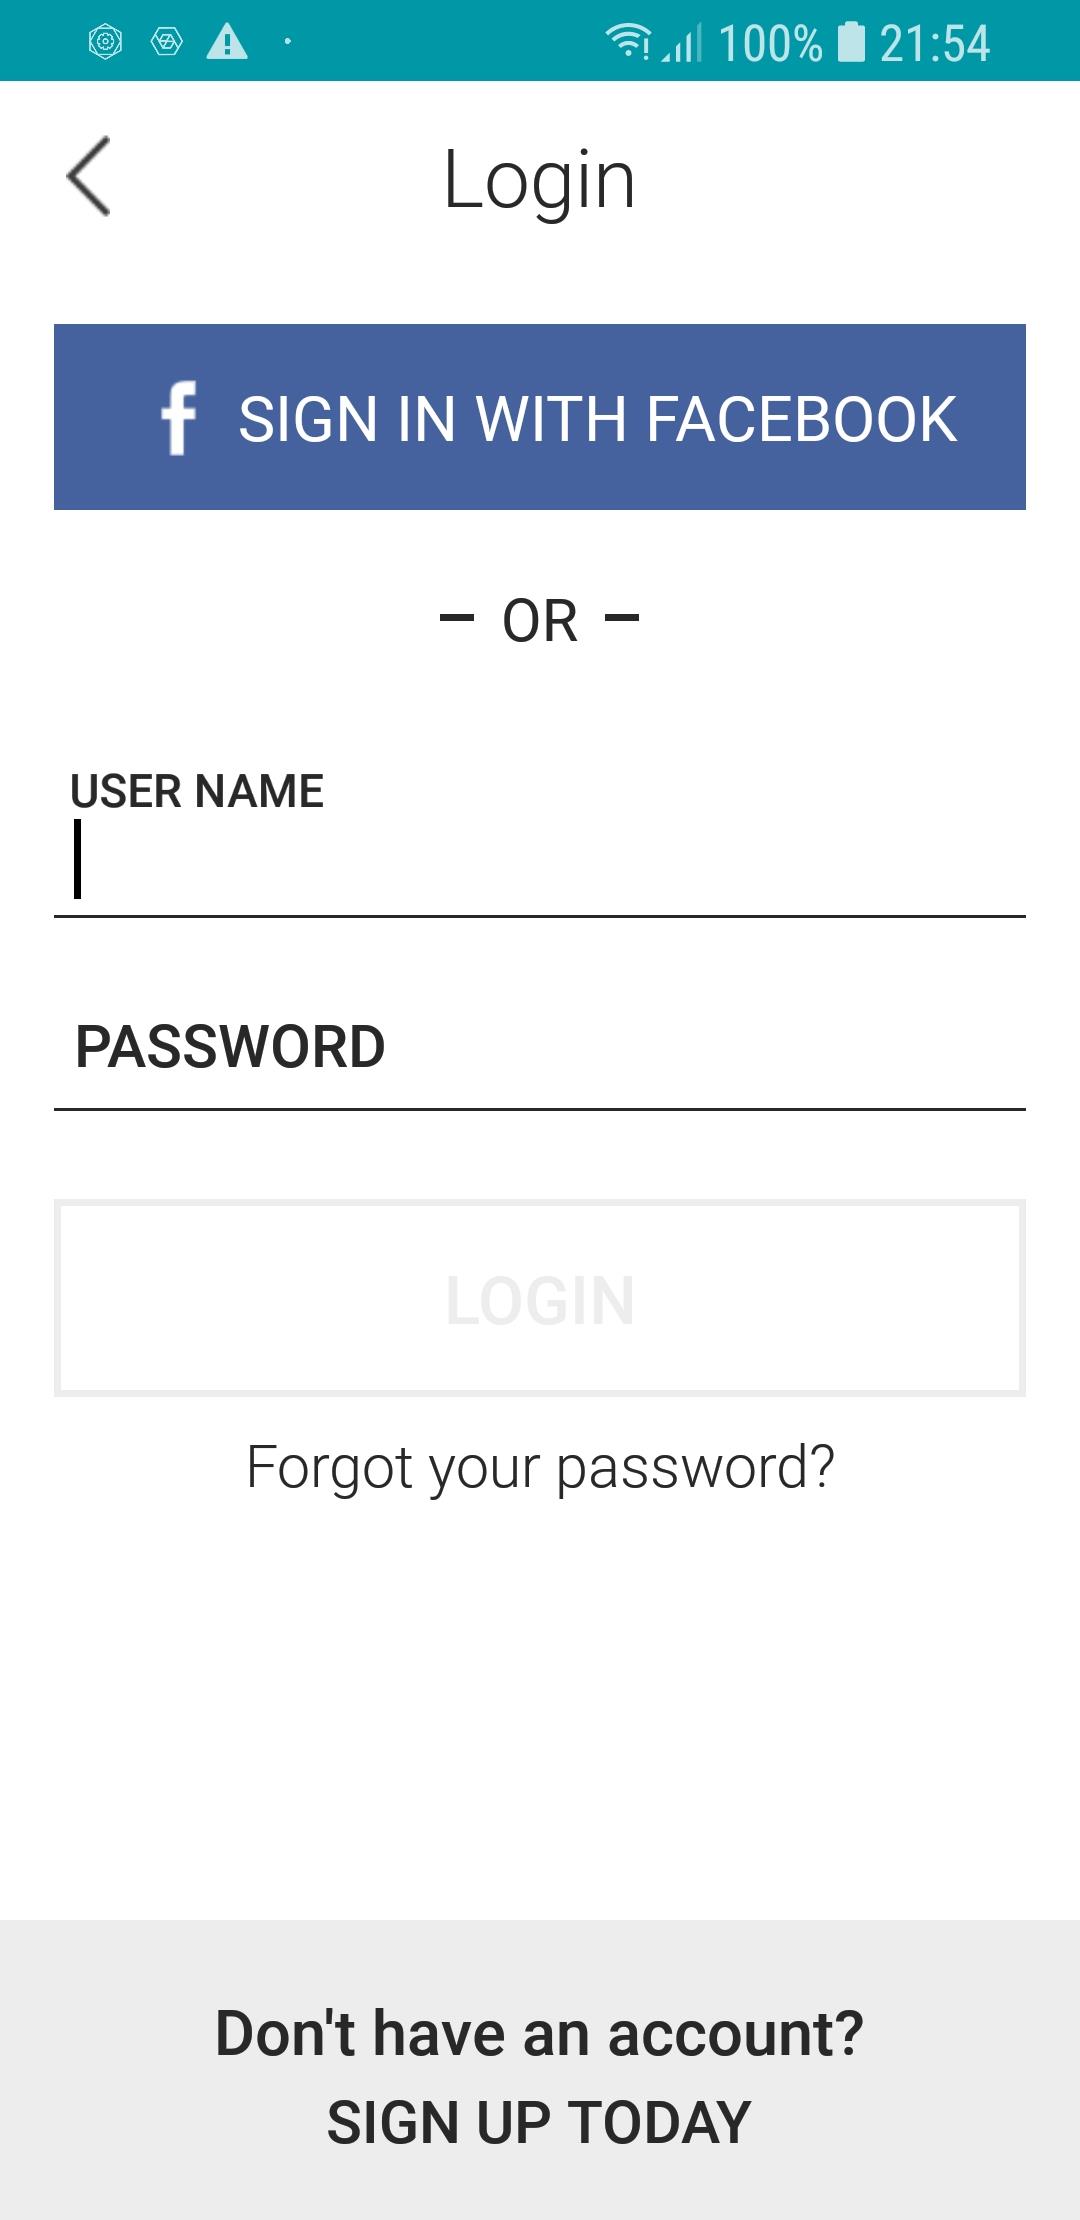 100% 21:54
Login
f SIGN IN WITH FACEBOOK
– OR –
USER NAME
PASSWORD
LOGIN
Forgot your password?
Don't have an account?
SIGN UP TODAY